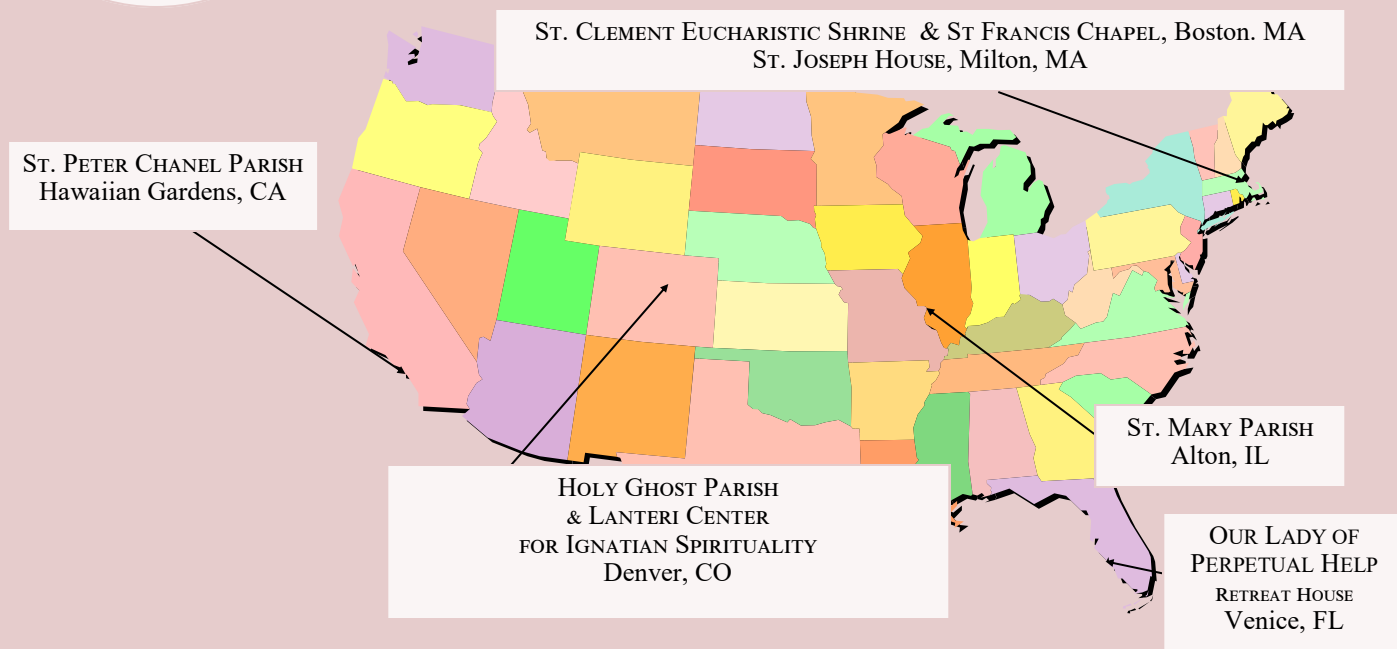 St. Clement Eucharistic Shrine & St Francis Chapel, Boston. MA
St. Joseph House, Milton, MA
St. Peter Chanel Parish
Hawaiian Gardens, CA
St. Mary Parish
Alton, IL
Holy Ghost Parish
& Lanteri Center
for Ignatian Spirituality
Denver, CO
Our Lady of
Perpetual Help
Retreat House
Venice, FL